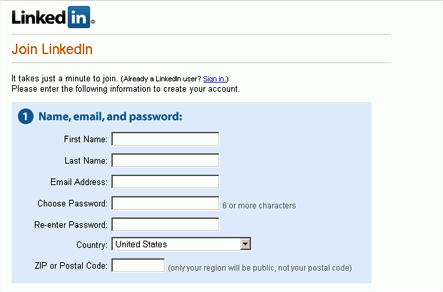 Linked in®
Join LinkedIn
It takes just a minute to join. (Already a LinkedIn user? Sign in.)
Please enter the following information to create your account.
1 Name, email, and password:
First Name:
Last Name:
Email Address:
Choose Password: 6 or more characters
Re-enter Password:
Country: United States
ZIP or Postal Code: (only your region will be public, not your postal code)